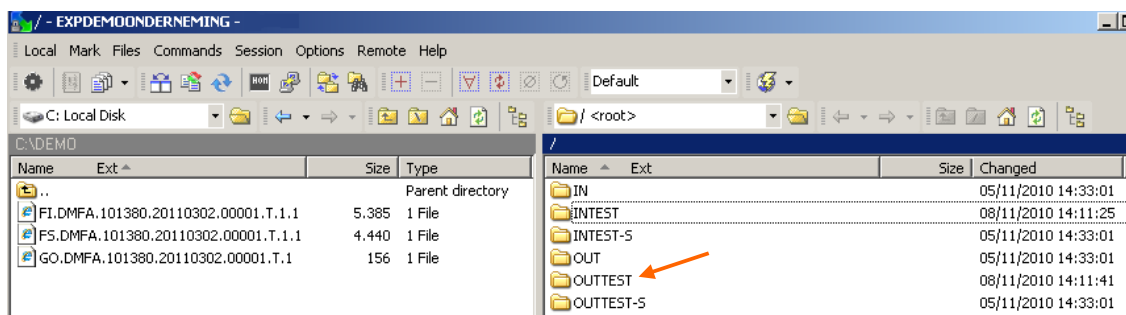 / - EXPDEMOONDERNEMING -
Local Mark Files Commands Session Options Remote Help
Default
C: Local Disk
/ <root>
C:\DEMO
/
Name Ext Size Type
Name Ext Size Changed
.. Parent directory
IN 05/11/2010 14:33:01
FI.DMFA.101380.20110302.00001.T.1.1 5.385 1 File
INTEST 08/11/2010 14:11:25
FS.DMFA.101380.20110302.00001.T.1.1 4.440 1 File
INTEST-S 05/11/2010 14:33:01
GO.DMFA.101380.20110302.00001.T.1 156 1 File
OUT 05/11/2010 14:33:01
OUTTEST 08/11/2010 14:11:41
OUTTEST-S 05/11/2010 14:33:01